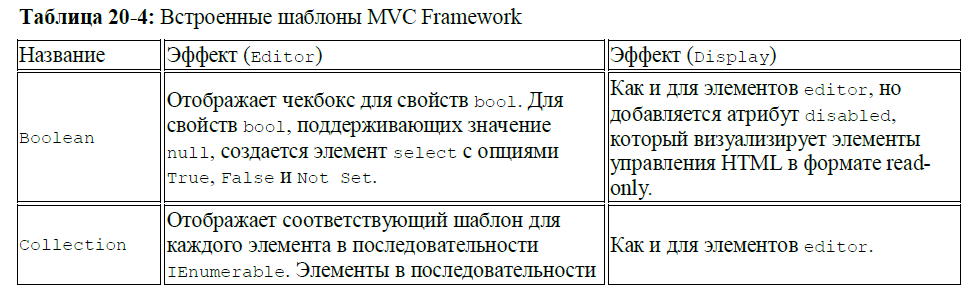 Таблица 20-4: Встроенные шаблоны MVC Framework
Название
Эффект (Editor)
Эффект (Display)
Boolean
Отображает чекбокс для свойств bool. Для
свойств bool, поддерживающих значение
null, создается элемент select с опциями
True, False и Not Set.
Как и для элементов editor, но
добавляется атрибут disabled,
который визуализирует элементы
управления HTML в формате read-
only.
Collection
Отображает соответствующий шаблон для
каждого элемента в последовательности
IEnumerable. Элементы в последовательности
Как и для элементов editor.